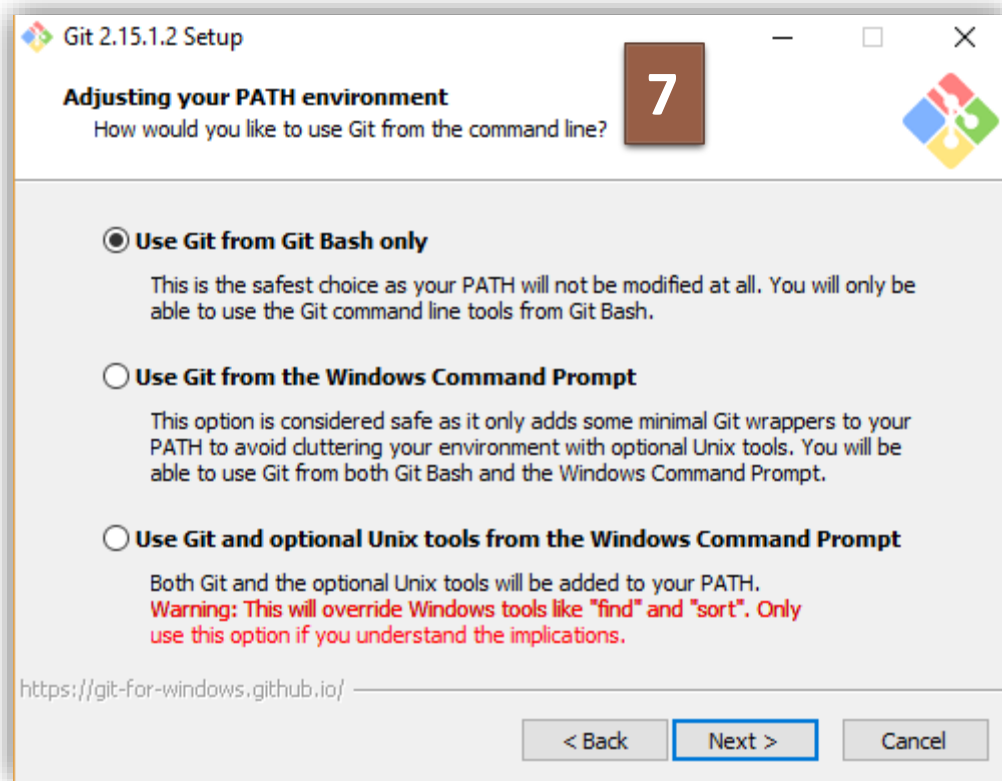 Git 2.15.1.2 Setup
7
Adjusting your PATH environment
How would you like to use Git from the command line?
Use Git from Git Bash only
This is the safest choice as your PATH will not be modified at all. You will only be
able to use the Git command line tools from Git Bash.
Use Git from the Windows Command Prompt
This option is considered safe as it only adds some minimal Git wrappers to your
PATH to avoid cluttering your environment with optional Unix tools. You will be
able to use Git from both Git Bash and the Windows Command Prompt.
Use Git and optional Unix tools from the Windows Command Prompt
Both Git and the optional Unix tools will be added to your PATH.
Warning: This will override Windows tools like "find" and "sort". Only
use this option if you understand the implications.
https://git-for-windows.github.io/
< Back
Next >
Cancel